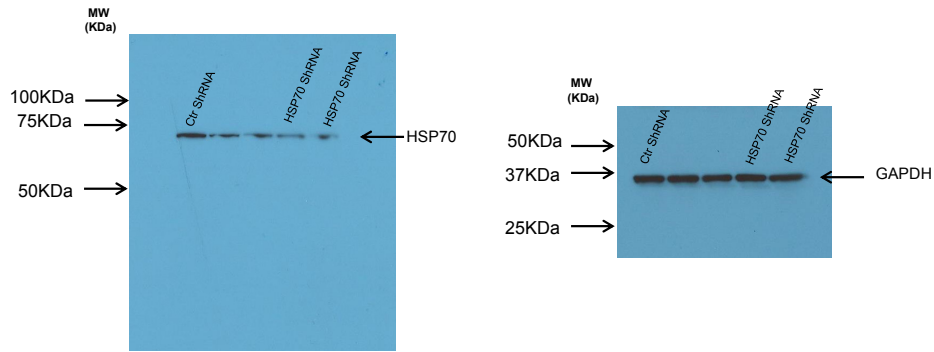 MW
(KDa)
100KDa
75KDa
50KDa
Ctr ShRNA
HSP70 ShRNA
HSP70 ShRNA
HSP70
MW
(KDa)
50KDa
37KDa
25KDa
Ctr ShRNA
HSP70 ShRNA
HSP70 ShRNA
GAPDH